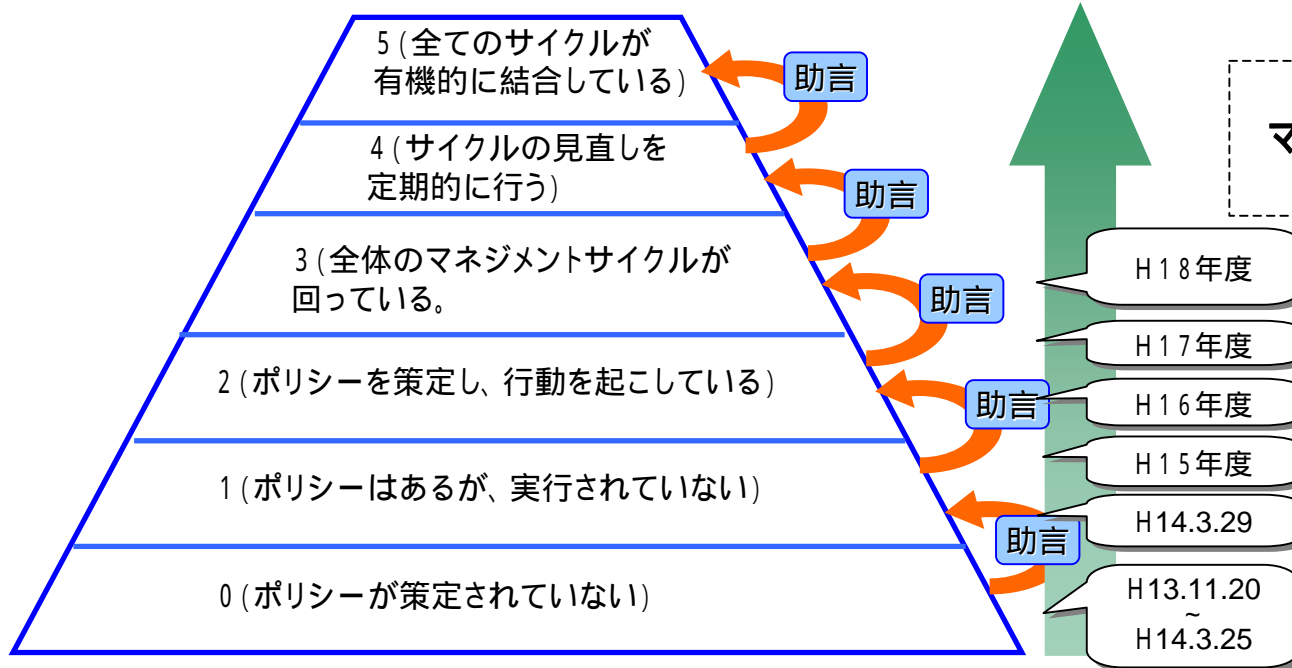 5(全てのサイクルが
有機的に結合している)
助言
4(サイクルの見直しを
定期的に行う)
助言
3(全体のマネジメントサイクルが
回っている。
助言
2(ポリシーを策定し、行動を起こしている)
助言
1(ポリシーはあるが、実行されていない)
助言
0(ポリシーが策定されていない)
マ
H18年度
H17年度
H16年度
H15年度
H14.3.29
H13.11.20
~
H14.3.25